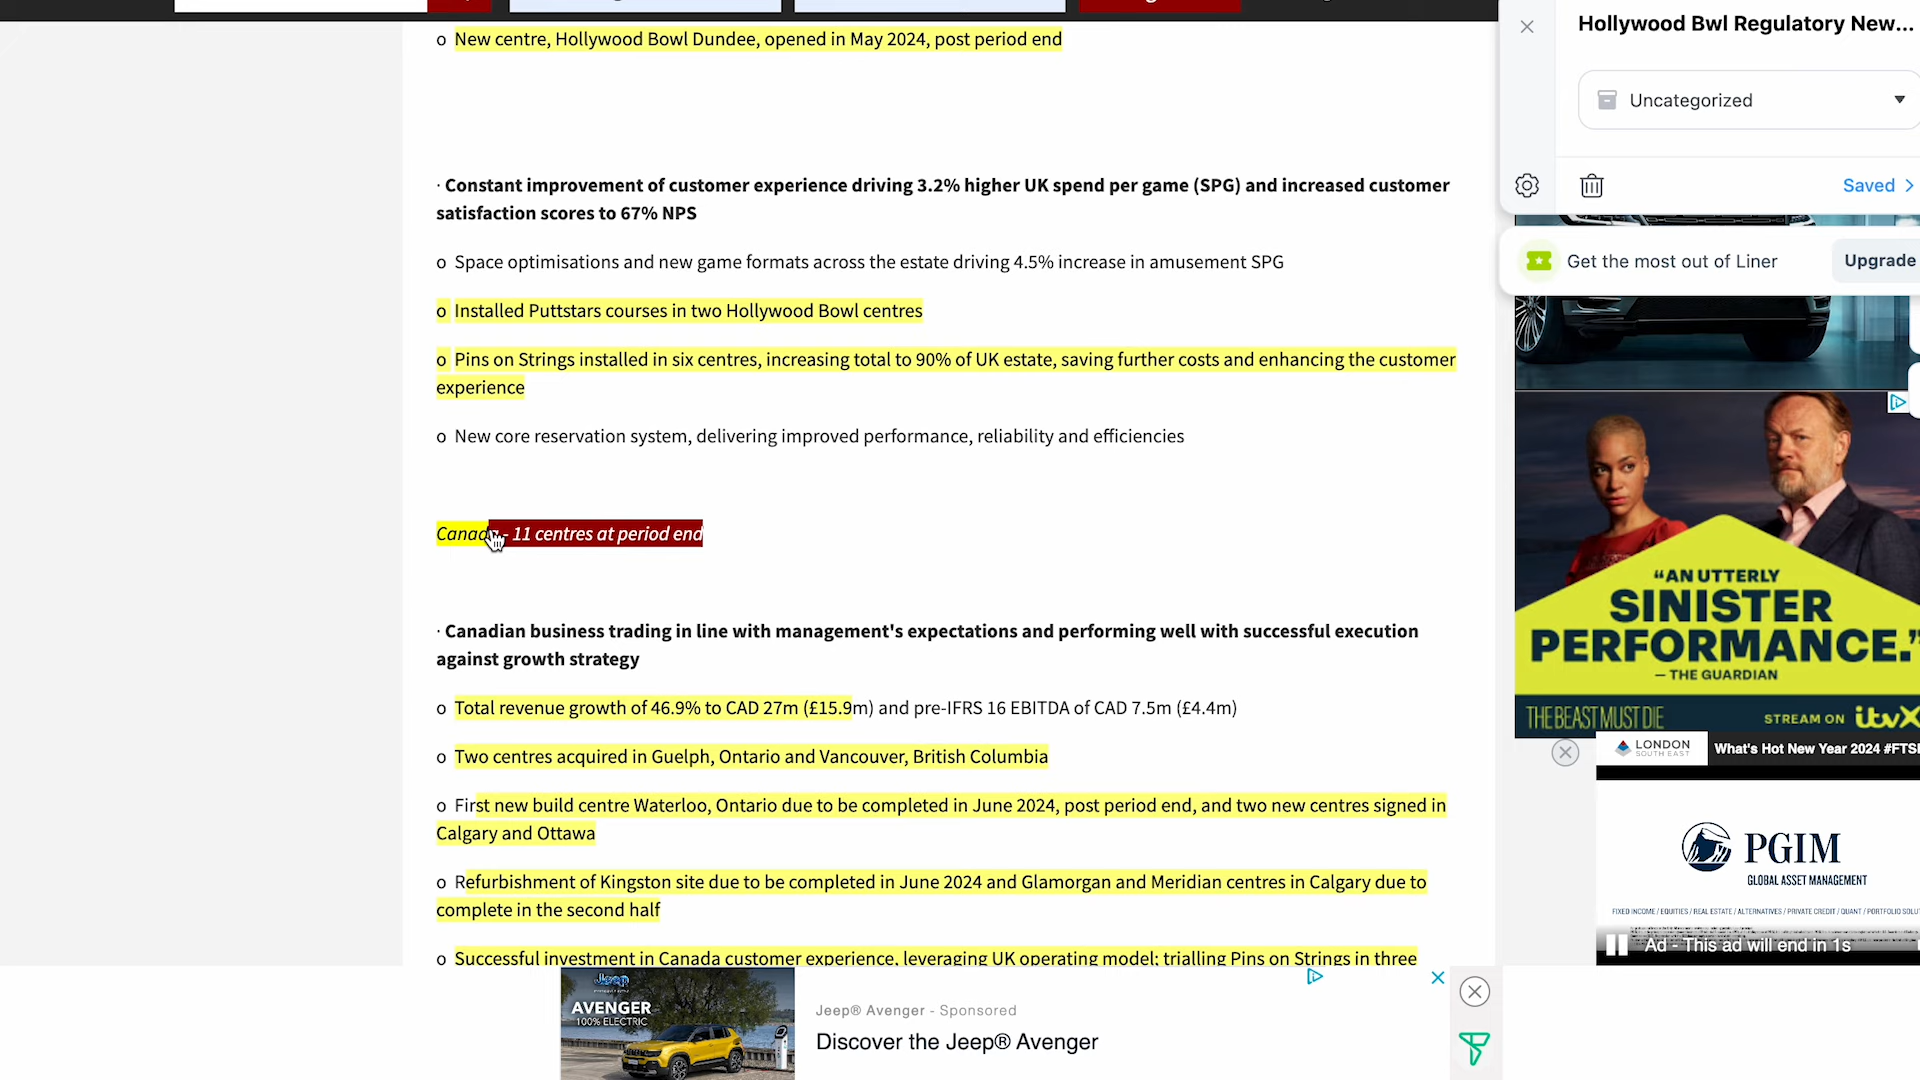 o New centre, Hollywood Bowl Dundee, opened in May 2024, post period end
· Constant improvement of customer experience driving 3.2% higher UK spend per game (SPG) and increased customer
satisfaction scores to 67% NPS
o Space optimisations and new game formats across the estate driving 4.5% increase in amusement SPG
o Installed Puttstars courses in two Hollywood Bowl centres
o Pins on Strings installed in six centres, increasing total to 90% of UK estate, saving further costs and enhancing the customer
experience
o New core reservation system, delivering improved performance, reliability and efficiencies
Canada - 11 centres at period end
· Canadian business trading in line with management's expectations and performing well with successful execution
against growth strategy
o Total revenue growth of 46.9% to CAD 27m (£15.9m) and pre-IFRS 16 EBITDA of CAD 7.5m (£4.4m)
o Two centres acquired in Guelph, Ontario and Vancouver, British Columbia
o First new build centre Waterloo, Ontario due to be completed in June 2024, post period end, and two new centres signed in
Calgary and Ottawa
o Refurbishment of Kingston site due to be completed in June 2024 and Glamorgan and Meridian centres in Calgary due to
complete in the second half
o Successful investment in Canada customer experience, leveraging UK operating model; trialling Pins on Strings in three
Hollywood Bwl Regulatory New...
Uncategorized
Saved
Get the most out of Liner
Upgrade
"AN UTTERLY
SINISTER
PERFORMANCE."
– THE GUARDIAN
THE BEAST MUST DIE
STREAM ON itvX
LONDON
SOUTH EAST
What's Hot New Year 2024 #FTS
PGIM
GLOBAL ASSET MANAGEMENT
FIXED INCOME / EQUITIES / REAL ESTATE / ALTERNATIVES / PRIVATE CREDIT / QUANT / PORTFOLIO
Ad - This ad will end in 1s
Jeep
AVENGER
100% ELECTRIC
Jeep® Avenger - Sponsored
Discover the Jeep® Avenger